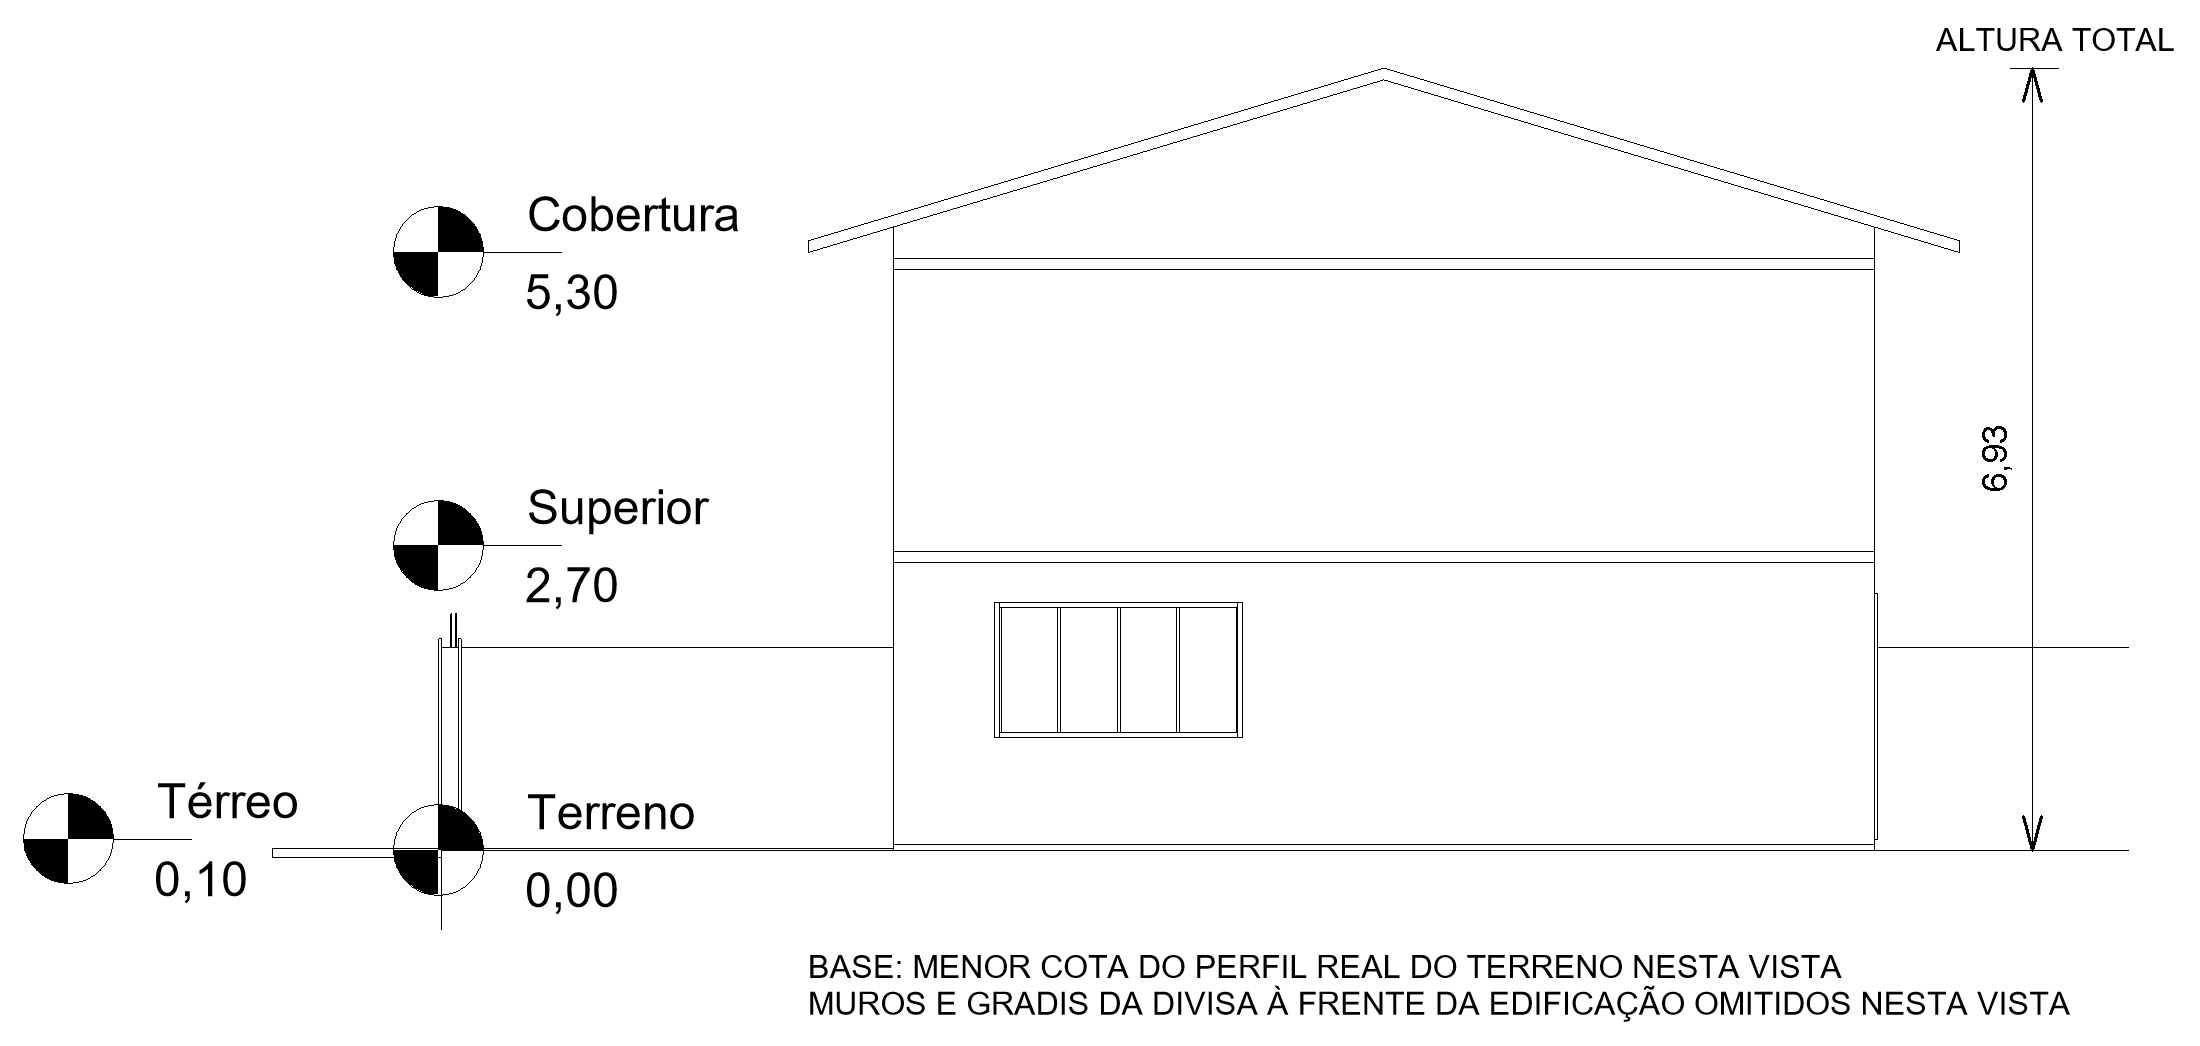 ALTURA TOTAL
Cobertura
5,30
6,93
Superior
2,70
Térreo
0,10
Terreno
0,00
BASE: MENOR COTA DO PERFIL REAL DO TERRENO NESTA VISTA
MUROS E GRADIS DA DIVISA À FRENTE DA EDIFICAÇÃO OMITIDOS NESTA VISTA